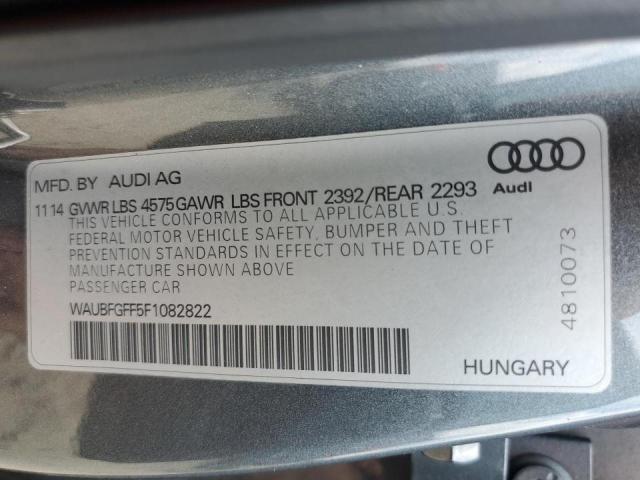 MFD. BY AUDI AG
Audi
11 14 GVWR LBS 4575 GAWR LBS FRONT 2392/REAR 2293
THIS VEHICLE CONFORMS TO ALL APPLICABLE U.S.
FEDERAL MOTOR VEHICLE SAFETY, BUMPER AND THEFT
PREVENTION STANDARDS IN EFFECT ON THE DATE OF
MANUFACTURE SHOWN ABOVE
PASSENGER CAR
WAUBFGFF5F1082822
4810073
HUNGARY